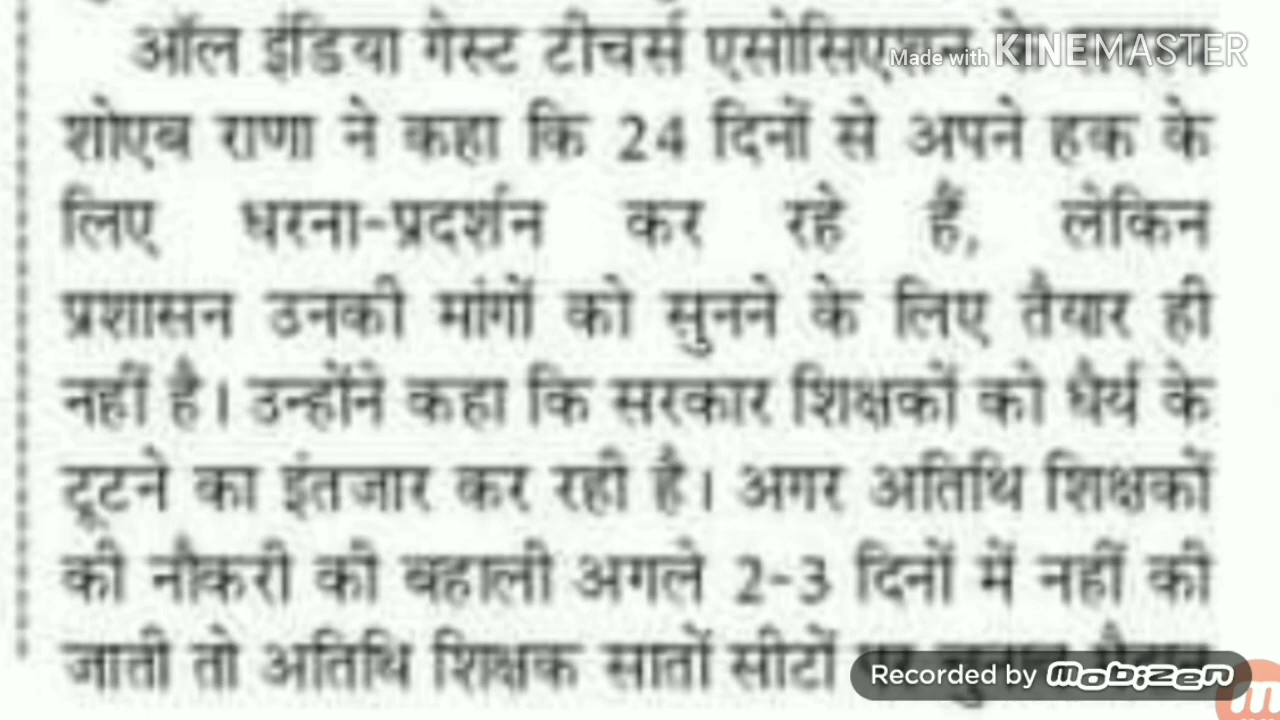 ऑल इंडिया गेस्ट टीचर्स एसोसिएशन के
Made with KINEMASTER
शोएब राणा ने कहा कि 24 दिनों से अपने हक के
लिए धरना-प्रदर्शन कर रहे हैं, लेकिन
प्रशासन उनकी मांगों को सुनने के लिए तैयार ही
नहीं है। उन्होंने कहा कि सरकार शिक्षकों को धैर्य के
टूटने का इंतजार कर रही है। अगर अतिथि शिक्षकों
की नौकरी की बहाली अगले 2-3 दिनों में नहीं की
जाती तो अतिथि शिक्षक सातों सीटों
Recorded by mobizen